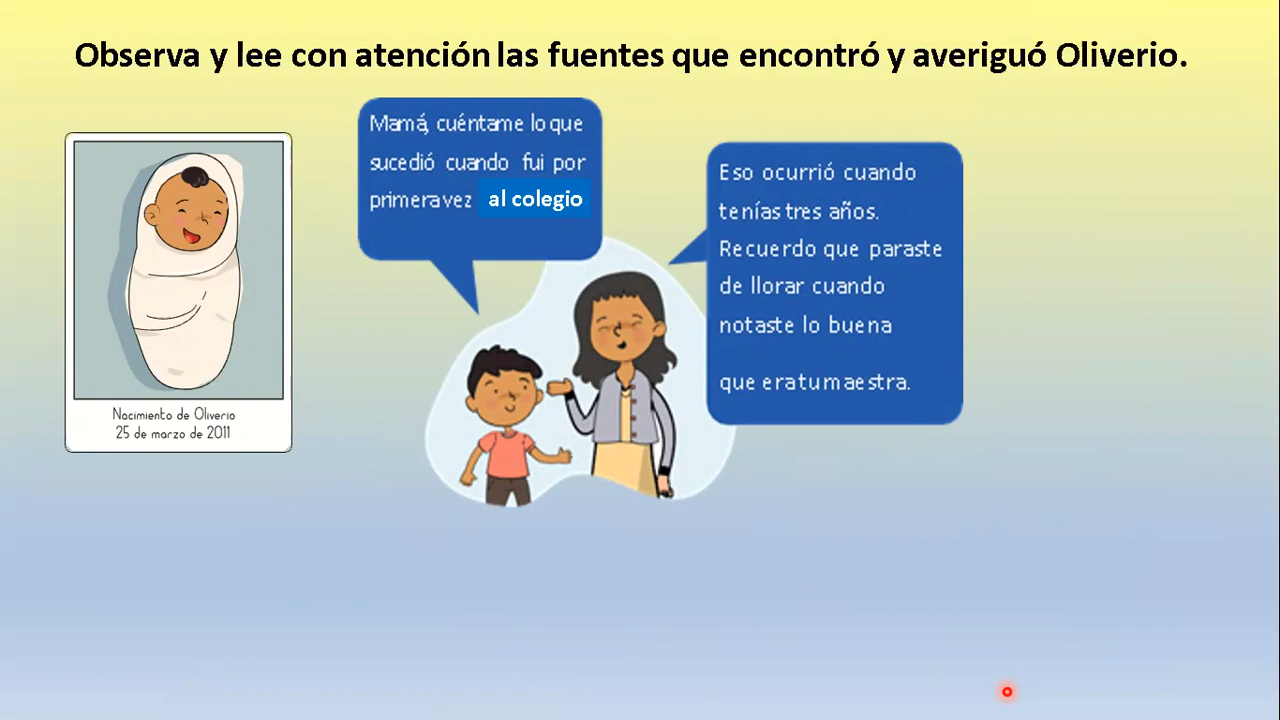 Observa y lee con atención las fuentes que encontró y averiguó Oliverio.
Nacimiento de Oliverio
25 de marzo de 2011
Mamá, cuéntame lo que
sucedió cuando fui por
primera vez al colegio
Eso ocurrió cuando
tenías tres años.
Recuerdo que paraste
de llorar cuando
notaste lo buena
que era tu maestra.